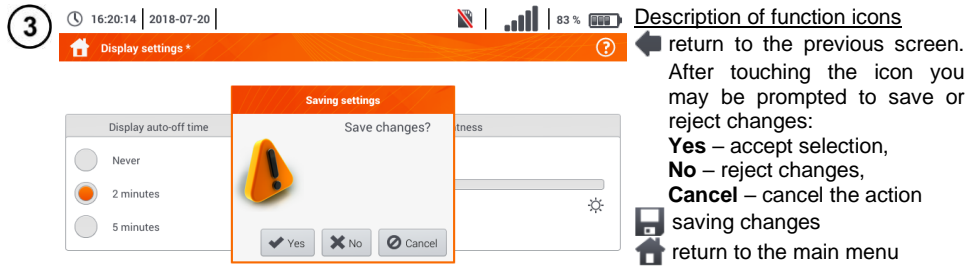 3
16:20:14 2018-07-20 83 %
Display settings * ?
Saving settings
Save changes?
Display auto-off time tness
Never
2 minutes
5 minutes
Yes No Cancel
Description of function icons
return to the previous screen.
After touching the icon you
may be prompted to save or
reject changes:
Yes – accept selection,
No – reject changes,
Cancel – cancel the action
saving changes
return to the main menu